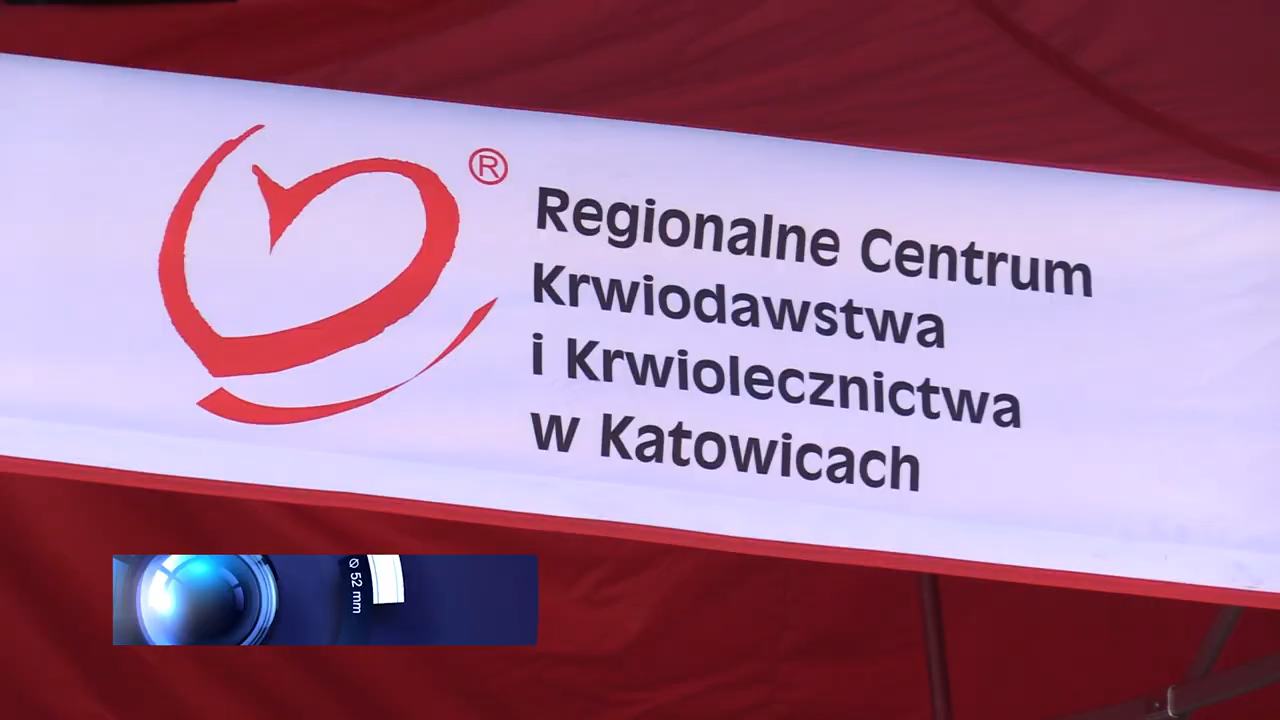 ®
Regionalne Centrum
Krwiodawstwa
i Krwiolecznictwa
w Katowicach
⌀ 52 mm